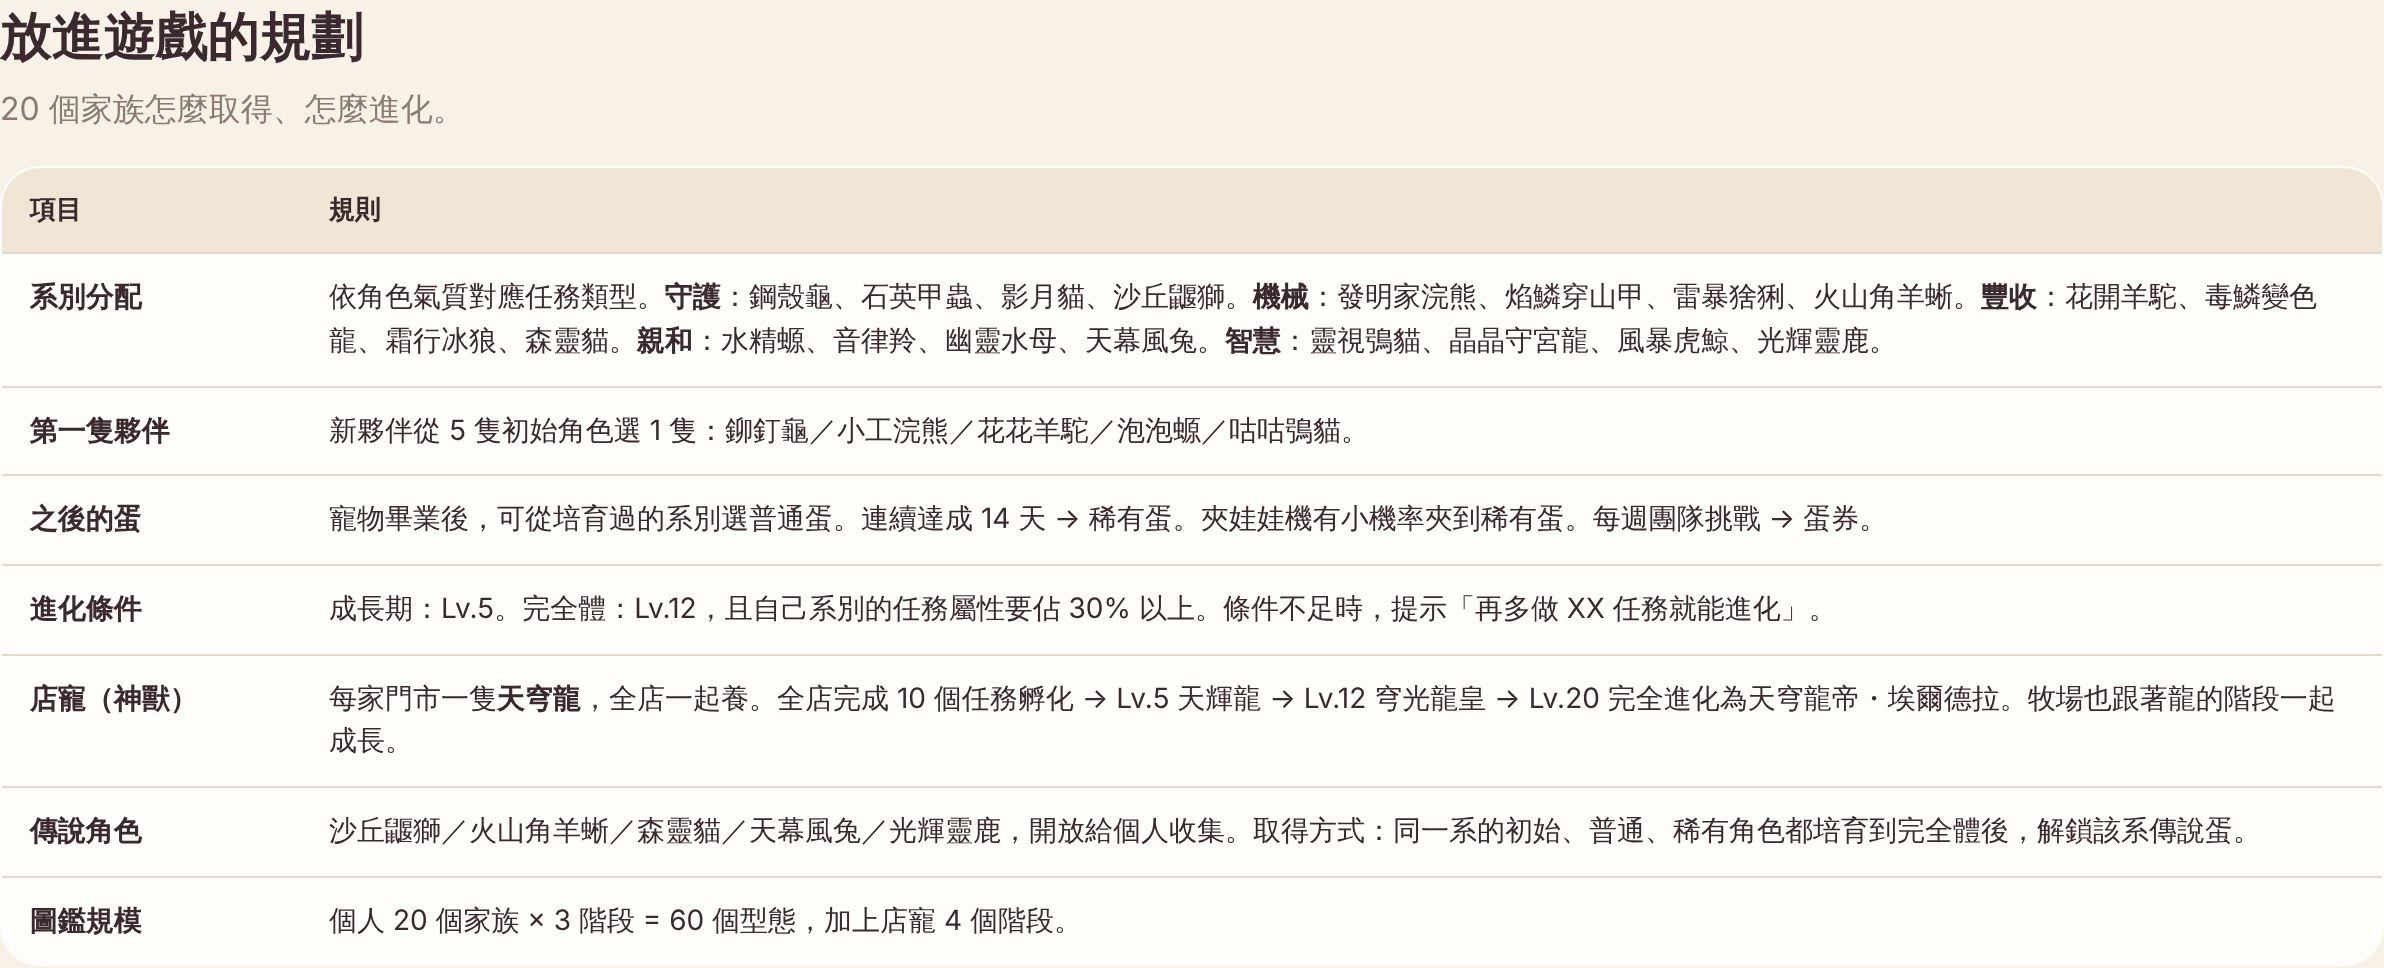 放進遊戲的規劃
20 個家族怎麼取得、怎麼進化。
項目 規則
系別分配 依角色氣質對應任務類型。守護：鋼殼龜、石英甲蟲、影月貓、沙丘鼴獅。機械：發明家浣熊、焰鱗穿山甲、雷暴猞猁、火山角羊蜥。豐收：花開羊駝、毒鱗變色
龍、霜行冰狼、森靈貓。親和：水精螈、音律羚、幽靈水母、天幕風兔。智慧：靈視鴞貓、晶晶守宮龍、風暴虎鯨、光輝靈鹿。
第一隻夥伴 新夥伴從 5 隻初始角色選 1 隻：鉚釘龜／小工浣熊／花花羊駝／泡泡螈／咕咕鴞貓。
之後的蛋 寵物畢業後，可從培育過的系別選普通蛋。連續達成 14 天 → 稀有蛋。夾娃娃機有小機率夾到稀有蛋。每週團隊挑戰 → 蛋券。
進化條件 成長期：Lv.5。完全體：Lv.12，且自己系別的任務屬性要佔 30% 以上。條件不足時，提示「再多做 XX 任務就能進化」。
店寵（神獸） 每家門市一隻天穹龍，全店一起養。全店完成 10 個任務孵化 → Lv.5 天輝龍 → Lv.12 穹光龍皇 → Lv.20 完全進化為天穹龍帝・埃爾德拉。牧場也跟著龍的階段一起
成長。
傳說角色 沙丘鼴獅／火山角羊蜥／森靈貓／天幕風兔／光輝靈鹿，開放給個人收集。取得方式：同一系的初始、普通、稀有角色都培育到完全體後，解鎖該系傳說蛋。
圖鑑規模 個人 20 個家族 × 3 階段 = 60 個型態，加上店寵 4 個階段。